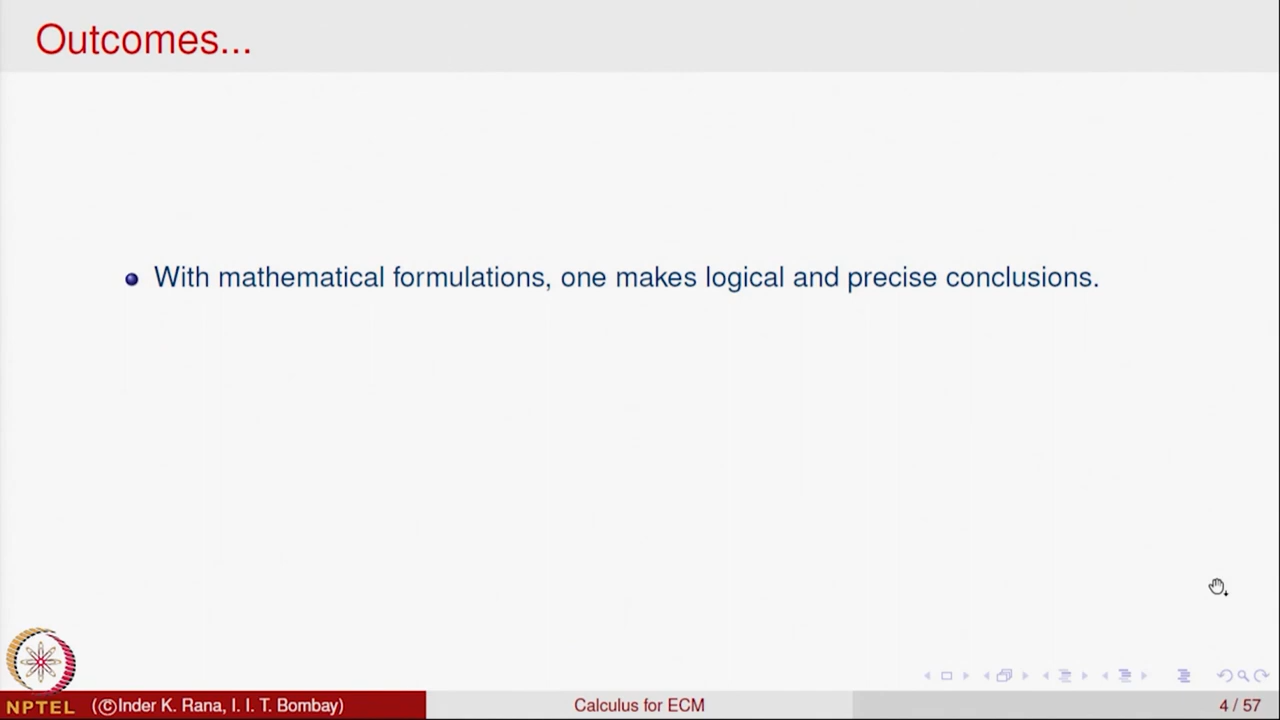 Outcomes...
With mathematical formulations, one makes logical and precise conclusions.
NPTEL
(©Inder K. Rana, I. I. T. Bombay)
Calculus for ECM
4 / 57